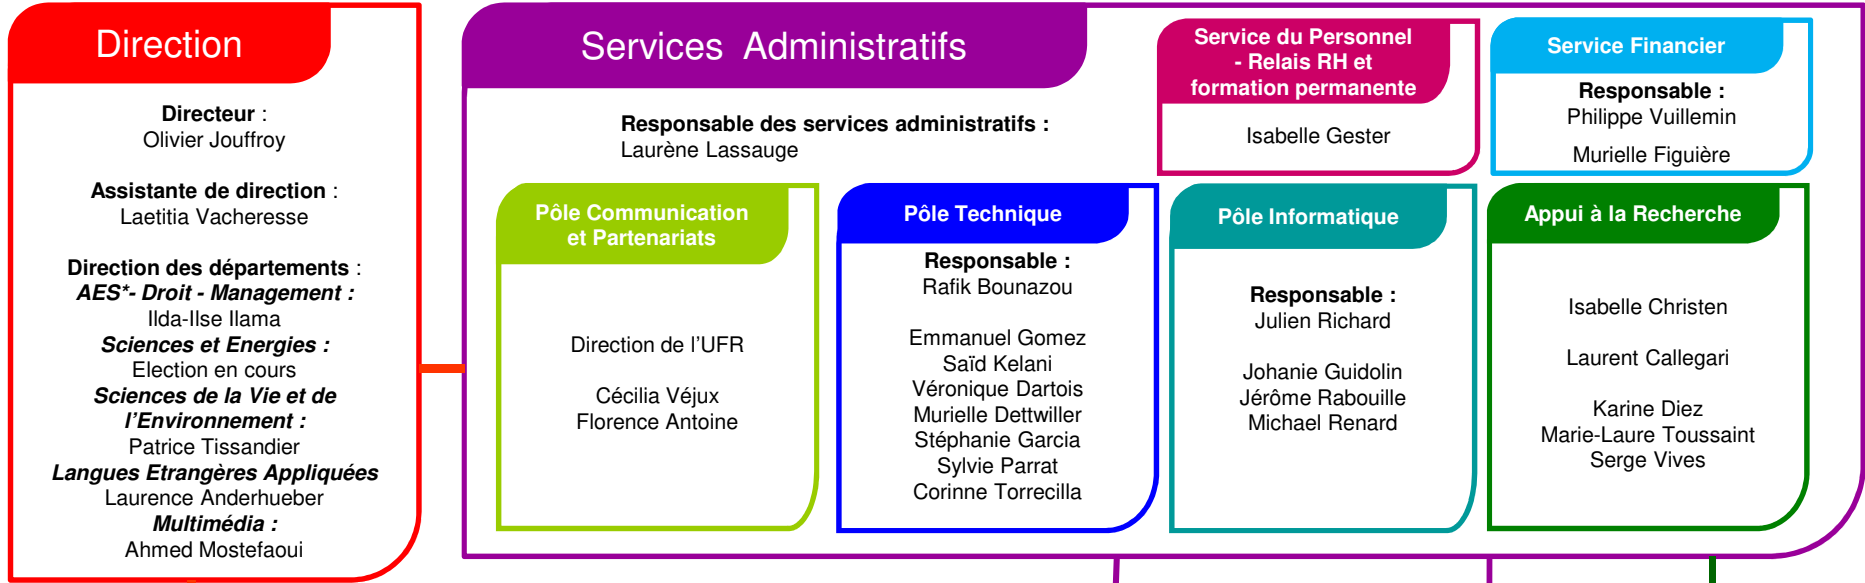 Direction
Directeur :
Olivier Jouffroy
Assistante de direction :
Laetitia Vacheresse
Direction des départements :
AES*- Droit - Management :
Ilda-Ilse Ilama
Sciences et Energies :
Election en cours
Sciences de la Vie et de
l’Environnement :
Patrice Tissandier
Langues Etrangères Appliquées
Laurence Anderhueber
Multimédia :
Ahmed Mostefaoui
Services Administratifs
Responsable des services administratifs :
Laurène Lassauge
Service du Personnel
- Relais RH et
formation permanente
Isabelle Gester
Service Financier
Responsable :
Philippe Vuillemin
Murielle Figuière
Pôle Communication
et Partenariats
Direction de l’UFR
Cécilia Véjux
Florence Antoine
Pôle Technique
Responsable :
Rafik Bounazou
Emmanuel Gomez
Saïd Kelani
Véronique Dartois
Murielle Dettwiller
Stéphanie Garcia
Sylvie Parrat
Corinne Torrecilla
Pôle Informatique
Responsable :
Julien Richard
Johanie Guidolin
Jérôme Rabouille
Michael Renard
Appui à la Recherche
Isabelle Christen
Laurent Callegari
Karine Diez
Marie-Laure Toussaint
Serge Vives